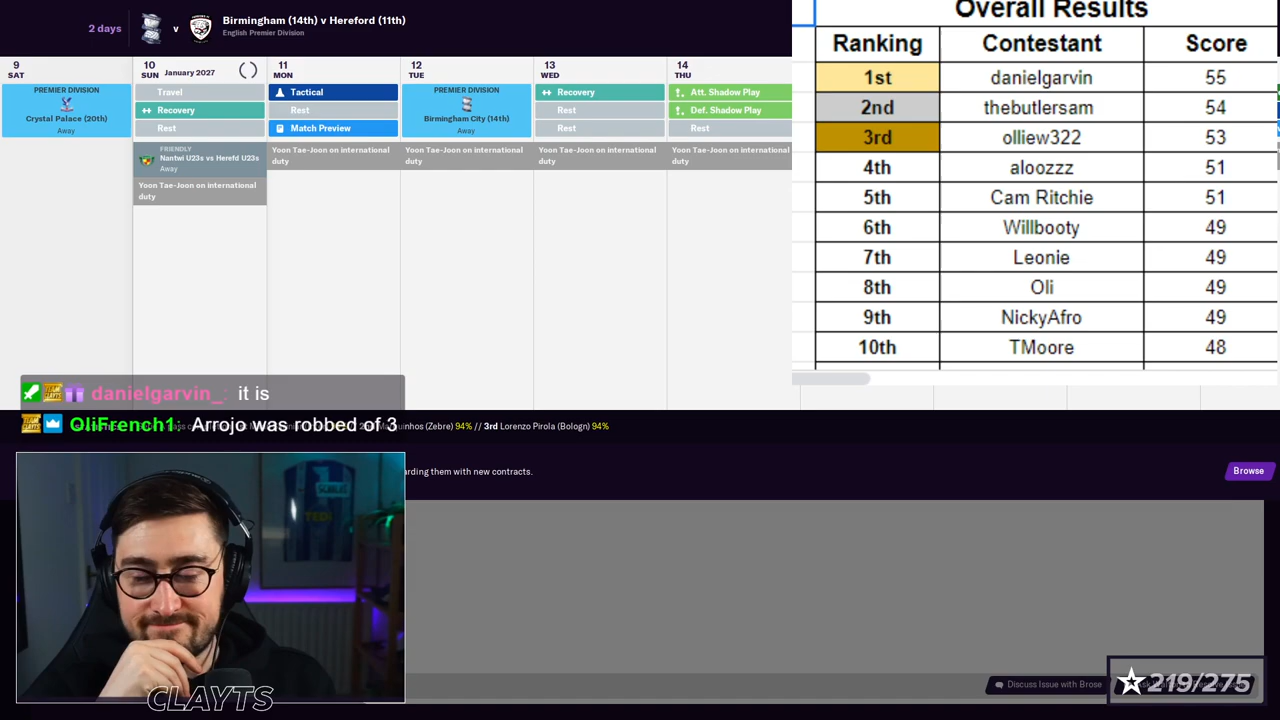 2 days
v
Birmingham (14th) v Hereford (11th)
English Premier Division
9
SAT
10
SUN
January 2027
11
MON
12
TUE
13
WED
14
THU
PREMIER DIVISION
Crystal Palace (20th)
Away
Travel
Recovery
Rest
FRIENDLY
Nantwi U23s vs Herefd U23s
Away
Yoon Tae-Joon on international
duty
Tactical
Rest
Match Preview
Yoon Tae-Joon on international
duty
PREMIER DIVISION
Birmingham City (14th)
Away
Yoon Tae-Joon on international
duty
Recovery
Rest
Rest
Yoon Tae-Joon on international
duty
Att. Shadow Play
Def. Shadow Play
Rest
Yoon Tae-Joon on international
duty
Overall Results
Ranking Contestant Score
1st danielgarvin 55
2nd thebutlersam 54
3rd olliew322 53
4th aloozzz 51
5th Cam Ritchie 51
6th Willbooty 49
7th Leonie 49
8th Oli 49
9th NickyAfro 49
10th TMoore 48
danielgarvin_: it is
OliFrench1: Arrojo was robbed of 3
(Zebre) 94% // 3rd Lorenzo Pirola (Bologn) 94%
arding them with new contracts.
Browse
CLAYTS
Discuss Issue with Brose
219/275